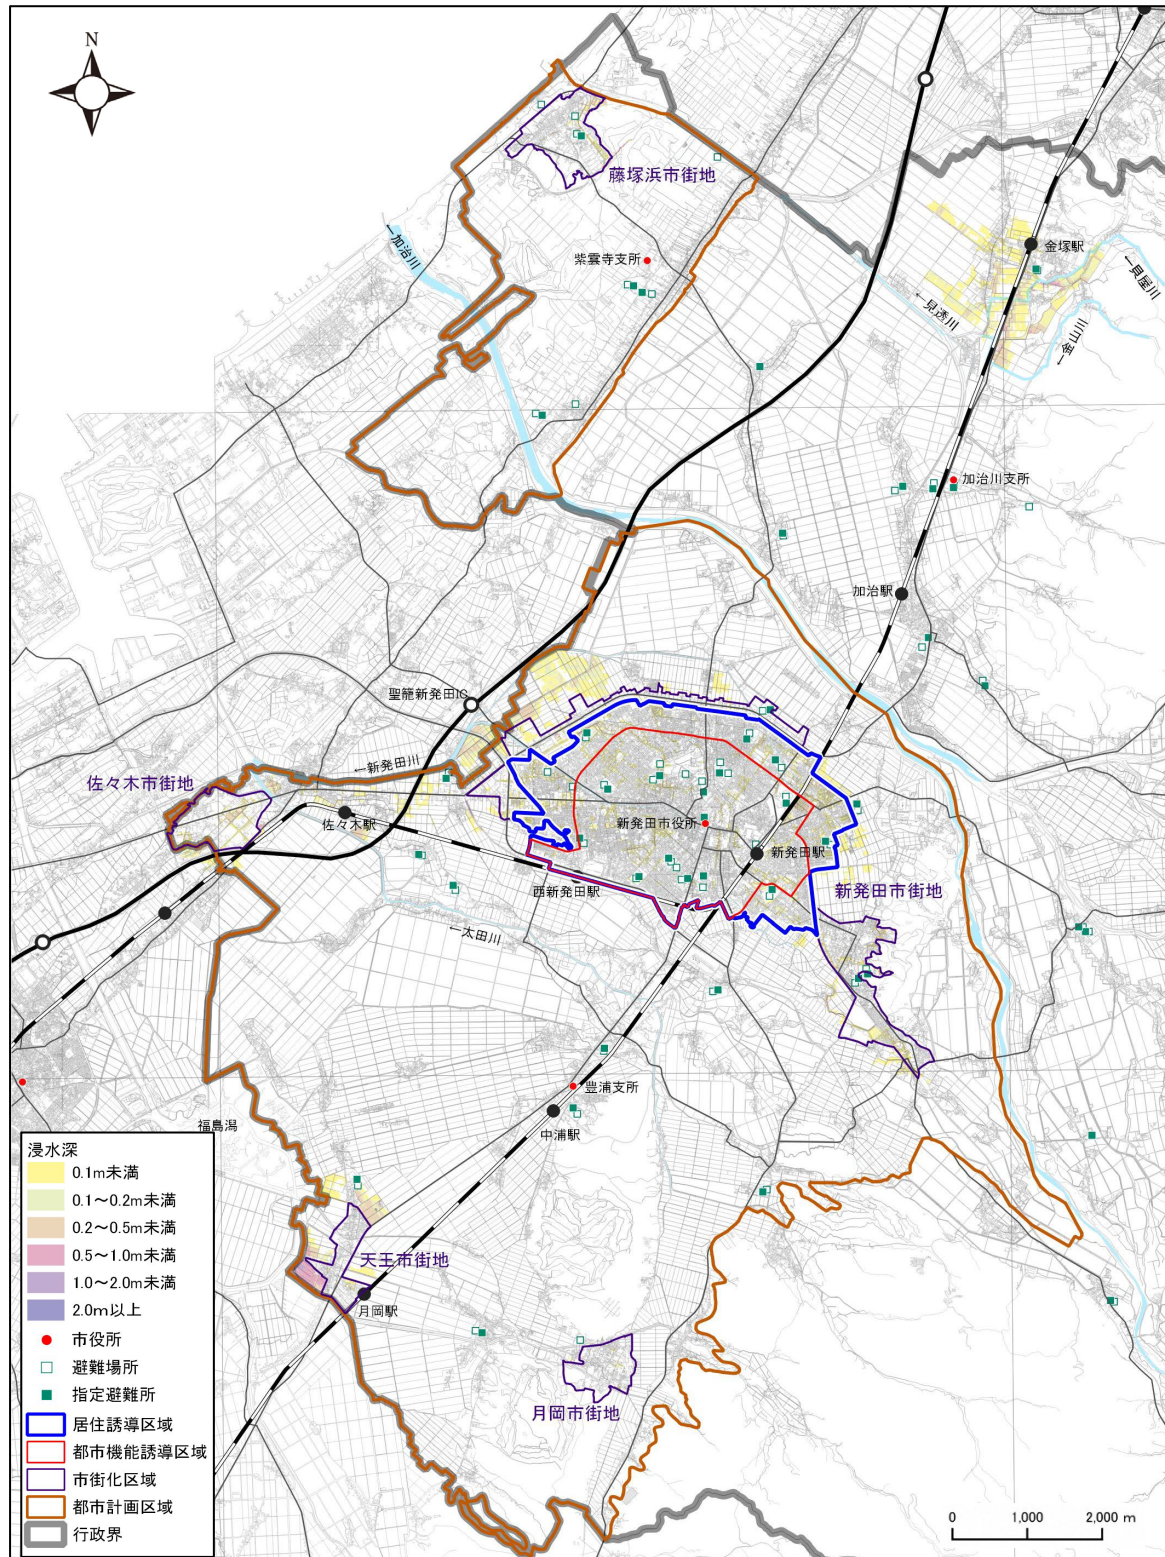 N
藤塚浜市街地
←加治川
紫雲寺支所
金塚駅
←貝屋川
←見透川
←金山川
加治川支所
加治駅
聖籠新発田IC
←新発田川
佐々木市街地
佐々木駅
新発田市役所
新発田駅
西新発田駅
新発田市街地
←太田川
豊浦支所
中浦駅
福島潟
天王市街地
月岡駅
月岡市街地
浸水深
0.1m未満
0.1～0.2m未満
0.2～0.5m未満
0.5～1.0m未満
1.0～2.0m未満
2.0m以上
市役所
避難場所
指定避難所
居住誘導区域
都市機能誘導区域
市街化区域
都市計画区域
行政界
0 1,000 2,000 m